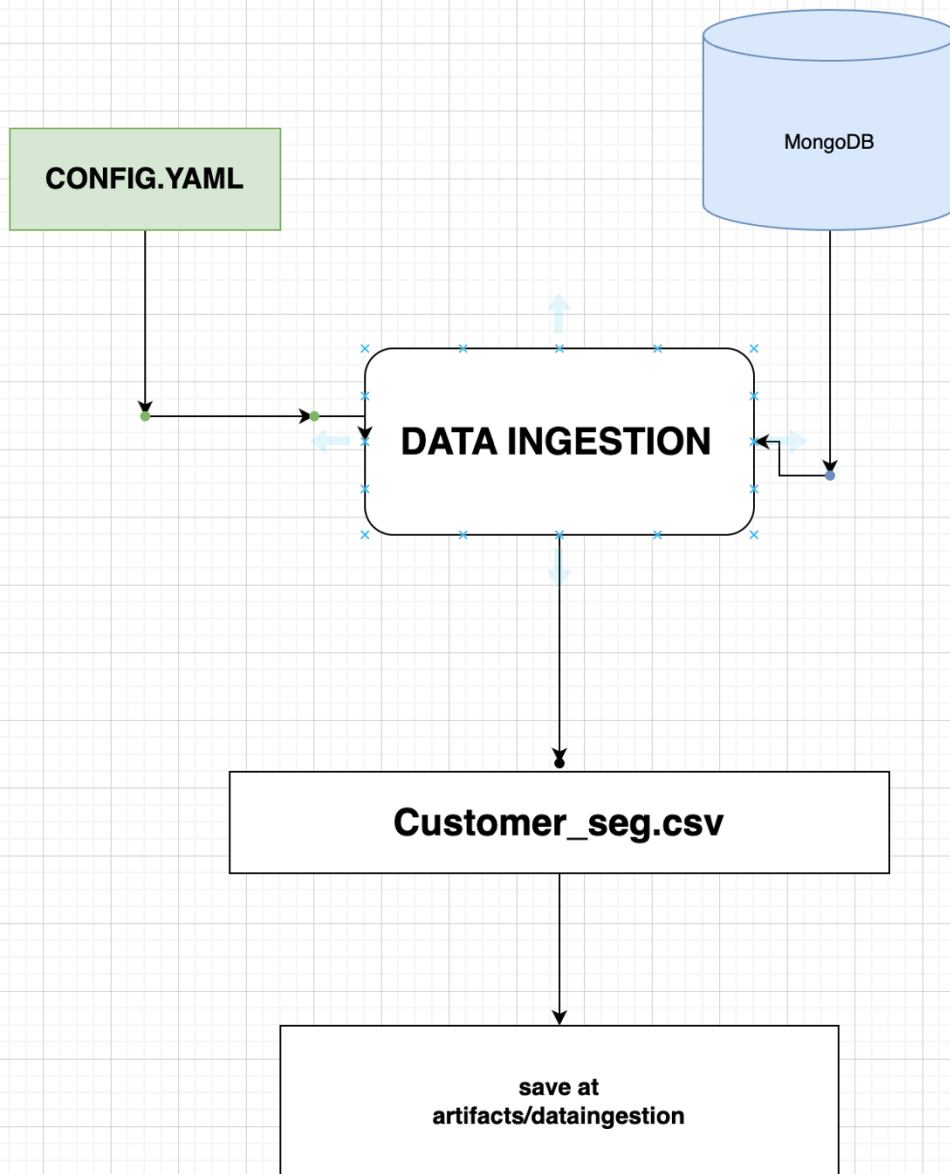 MongoDB
CONFIG.YAML
DATA INGESTION
Customer_seg.csv
save at
artifacts/dataingestion